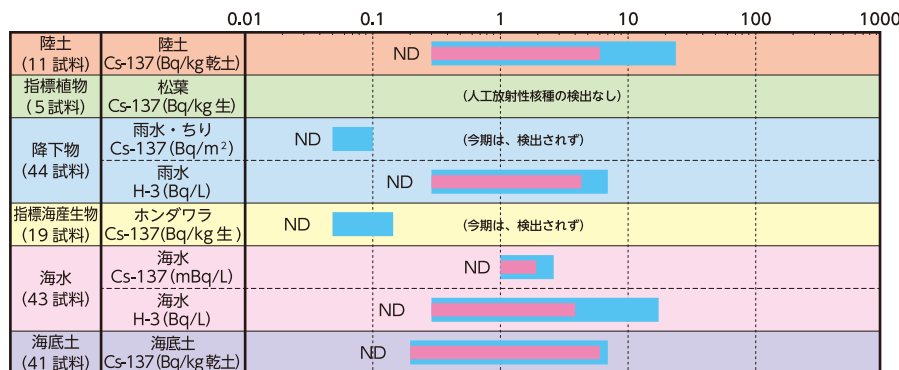 0.01 0.1 1 10 100 1000
陸土
(11試料)
陸土
Cs-137(Bq/kg乾土)
ND
指標植物
(5試料)
松葉
Cs-137(Bq/kg生)
(人工放射性核種の検出なし)
降下物
(44試料)
雨水・ちり
Cs-137(Bq/m²)
ND
(今期は、検出されず)
雨水
H-3(Bq/L)
ND
指標海産生物
(19試料)
ホンダワラ
Cs-137(Bq/kg生)
ND
(今期は、検出されず)
海水
(43試料)
海水
Cs-137(mBq/L)
ND
海水
H-3(Bq/L)
ND
海底土
(41試料)
海底土
Cs-137(Bq/kg乾土)
ND